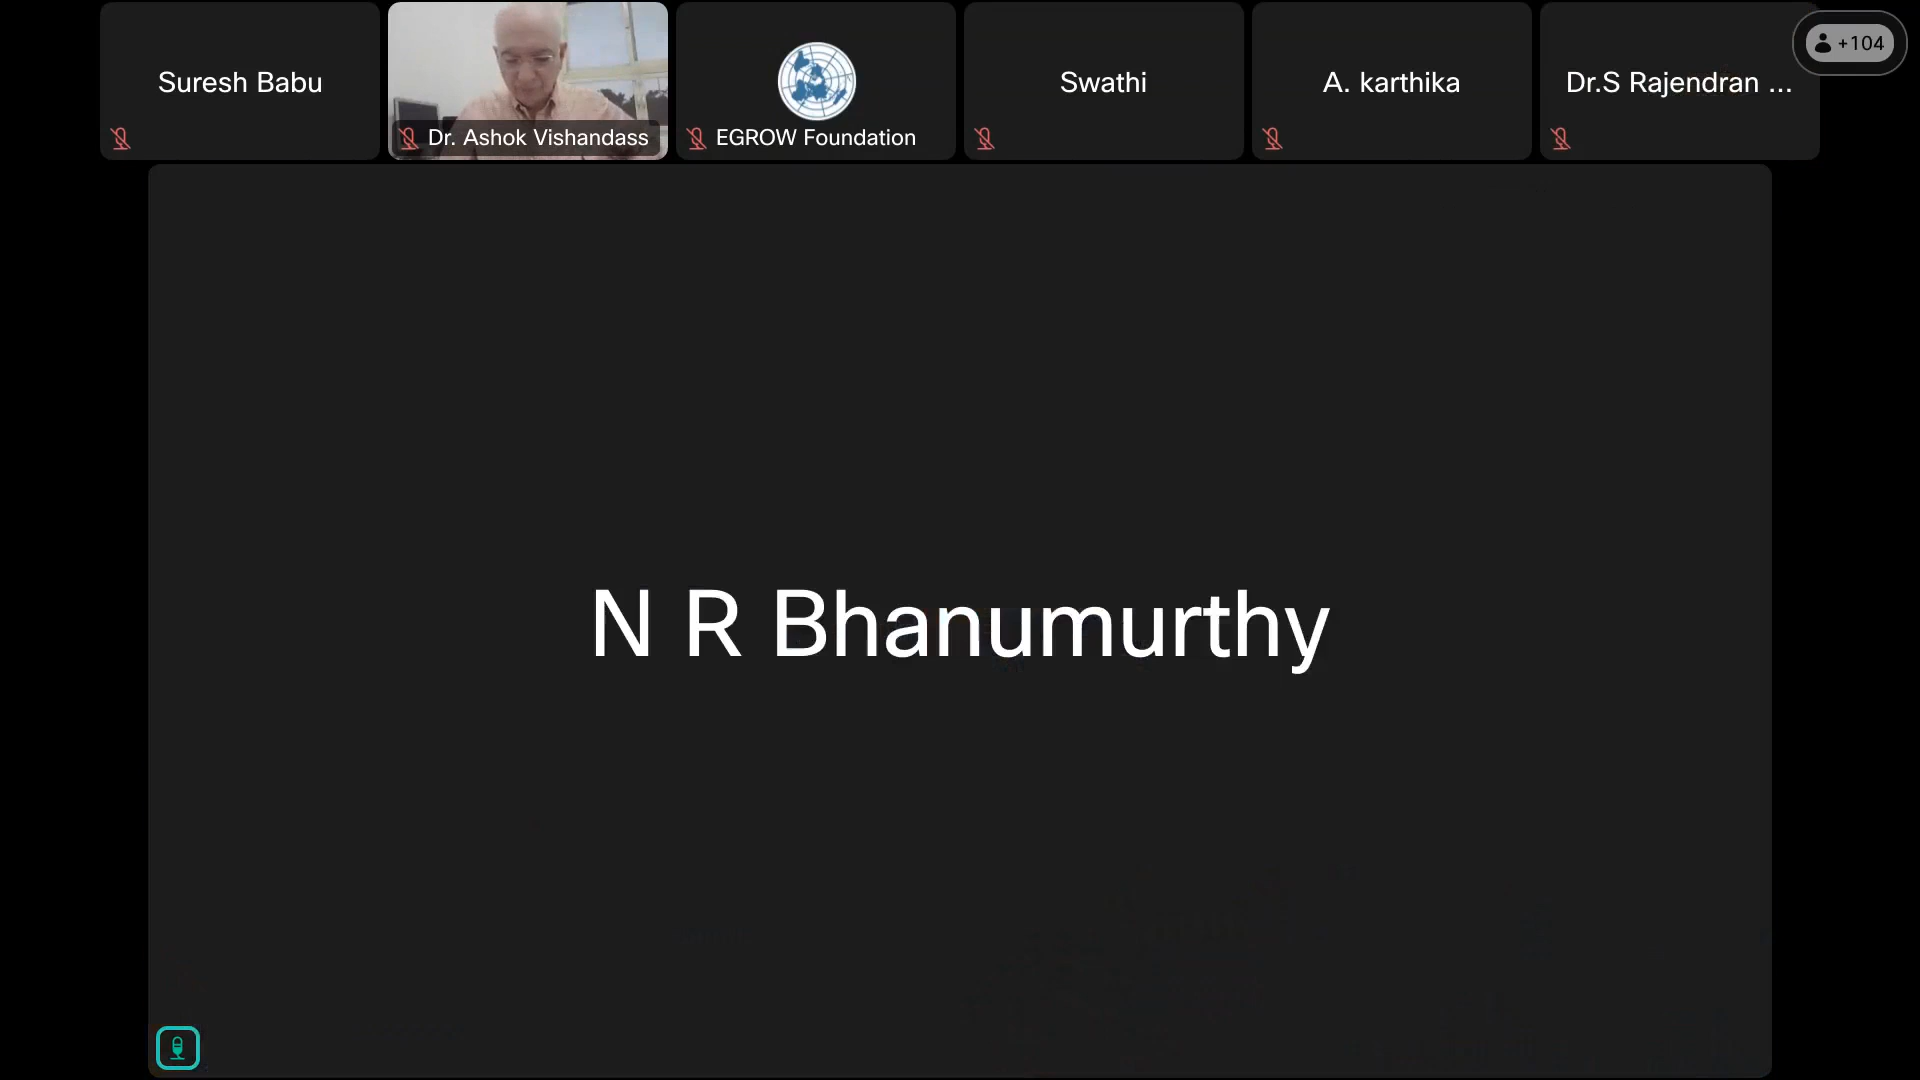 Suresh Babu
Dr. Ashok Vishandass
EGROW Foundation
Swathi
A. karthika
Dr.S Rajendran ...
+104
N R Bhanumurthy